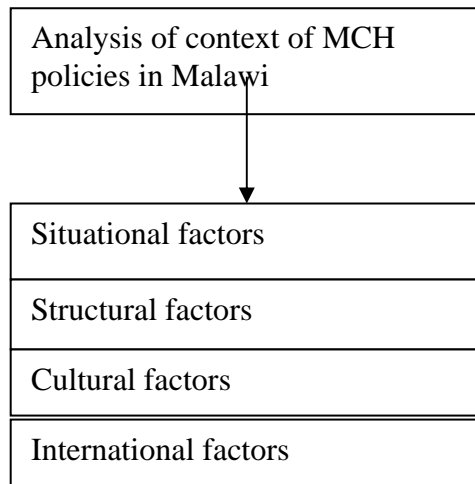 Analysis of context of MCH
policies in Malawi
Situational factors
Structural factors
Cultural factors
International factors